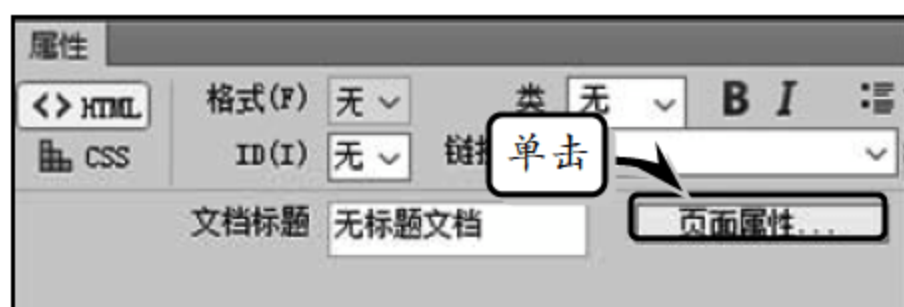 属性
<> HTML 格式(F) 无 类 无 B I
CSS ID(I) 无 链 单击
文档标题 无标题文档 页面属性...